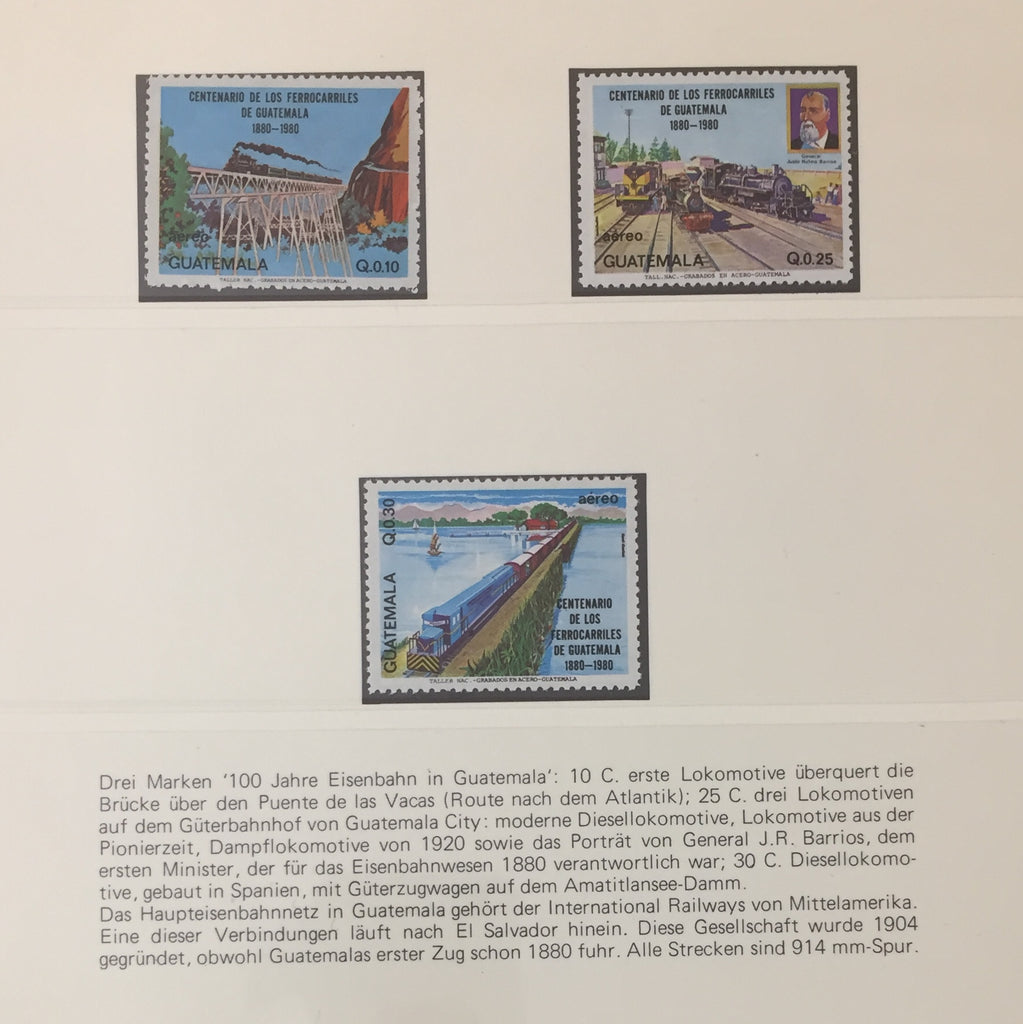 CENTENARIO DE LOS FERROCARRILES
DE GUATEMALA
1880—1980
aéreo
GUATEMALA
Q.0.10
TALLER NAC.-GRABADOS EN ACERO-GUATEMALA
CENTENARIO DE LOS FERROCARRILES
DE GUATEMALA
1880—1980
General
Justo Rufino Barrios
aéreo
GUATEMALA
Q.0.25
TALL. NAC.-GRABADOS EN ACERO-GUATEMALA
GUATEMALA Q.0.30
aéreo
CENTENARIO
DE LOS
FERROCARRILES
DE GUATEMALA
1880—1980
TALLER NAC.-GRABADOS EN ACERO-GUATEMALA
Drei Marken '100 Jahre Eisenbahn in Guatemala': 10 C. erste Lokomotive überquert die
Brücke über den Puente de las Vacas (Route nach dem Atlantik); 25 C. drei Lokomotiven
auf dem Güterbahnhof von Guatemala City: moderne Diesellokomotive, Lokomotive aus der
Pionierzeit, Dampflokomotive von 1920 sowie das Porträt von General J.R. Barrios, dem
ersten Minister, der für das Eisenbahnwesen 1880 verantwortlich war; 30 C. Diesellokomo-
tive, gebaut in Spanien, mit Güterzugwagen auf dem Amatitlansee-Damm.
Das Haupteisenbahnnetz in Guatemala gehört der International Railways von Mittelamerika.
Eine dieser Verbindungen läuft nach El Salvador hinein. Diese Gesellschaft wurde 1904
gegründet, obwohl Guatemalas erster Zug schon 1880 fuhr. Alle Strecken sind 914 mm-Spur.